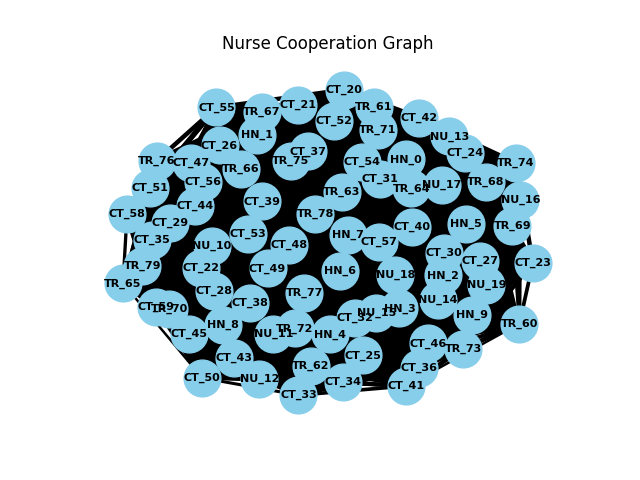 Nurse Cooperation Graph
CT_20
CT_55
CT_21
TR_61
TR_67
CT_42
CT_52
TR_71
HN_1
NU_13
CT_26
CT_37
CT_24
TR_75
HN_0
TR_76
CT_47
CT_54
TR_74
TR_66
CT_31
CT_56
TR_68
NU_17
CT_51
TR_64
TR_63
NU_16
CT_39
CT_44
CT_58
TR_78
CT_29
HN_5
TR_69
CT_40
CT_53
HN_7
CT_35
CT_57
NU_10
CT_48
CT_30
CT_27
CT_23
TR_79
CT_22
CT_49
HN_6
NU_18
HN_2
TR_65
NU_19
CT_28
TR_77
NU_14
CT_38
CT_59
TR_70
HN_3
NU_15
HN_9
CT_32
TR_60
HN_8
TR_72
CT_45
NU_11
HN_4
CT_46
TR_73
CT_25
CT_43
TR_62
CT_36
CT_50
NU_12
CT_34
CT_41
CT_33